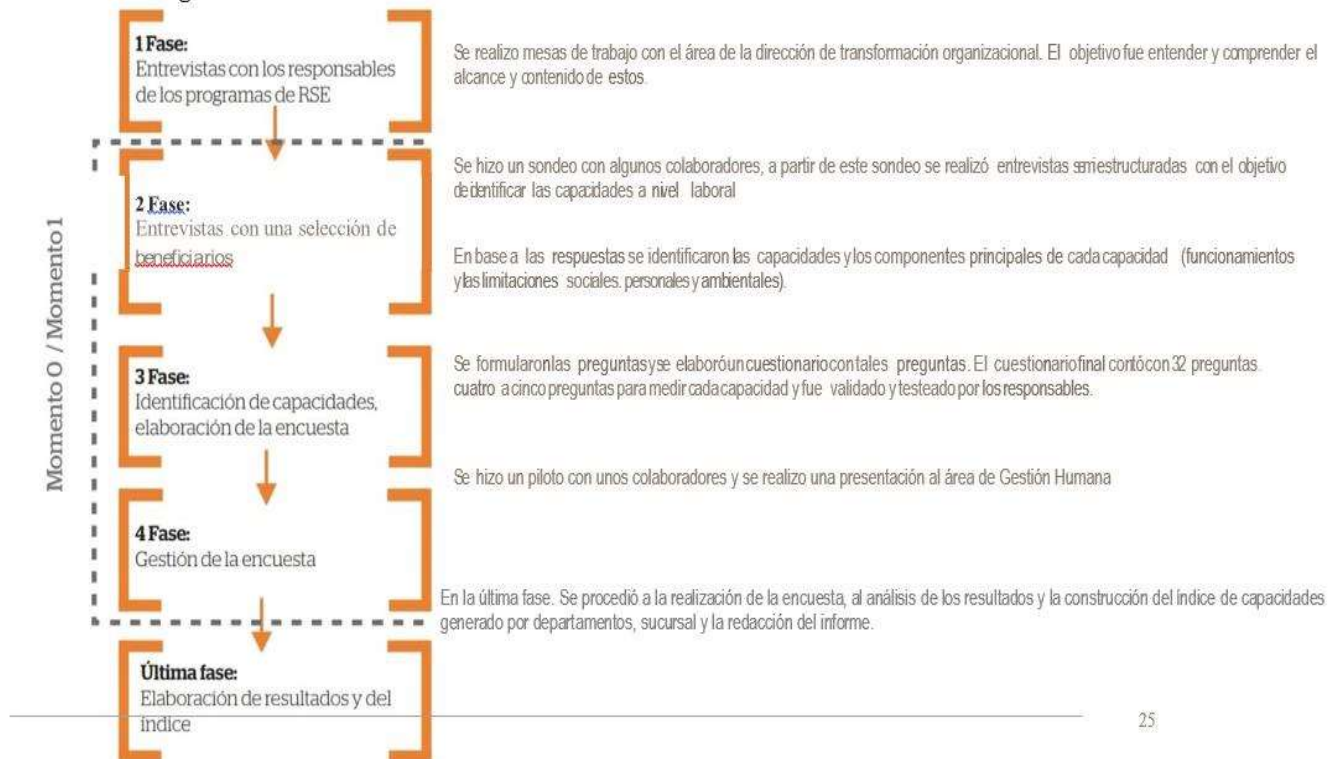 1 Fase:
Entrevistas con los responsables
de los programas de RSE
Se realizo mesas de trabajo con el área de la dirección de transformación organizacional. El objetivo fue entender y comprender el
alcance y contenido de estos.
Momento 0 / Momento 1
2 Fase:
Entrevistas con una selección de
beneficiarios
Se hizo un sondeo con algunos colaboradores, a partir de este sondeo se realizó entrevistas semiestructuradas con el objetivo
de identificar las capacidades a nivel laboral
En base a las respuestas se identificaron las capacidades y los componentes principales de cada capacidad (funcionamientos
y las limitaciones sociales. personales y ambientales).
3 Fase:
Identificación de capacidades,
elaboración de la encuesta
Se formularon las preguntas y se elaboró un cuestionario con tales preguntas. El cuestionario final contó con 32 preguntas.
cuatro a cinco preguntas para medir cada capacidad y fue validado y testeado por los responsables.
Se hizo un piloto con unos colaboradores y se realizo una presentación al área de Gestión Humana
4 Fase:
Gestión de la encuesta
En la última fase. Se procedió a la realización de la encuesta, al análisis de los resultados y la construcción del índice de capacidades
generado por departamentos, sucursal y la redacción del informe.
Última fase:
Elaboración de resultados y del
índice
25